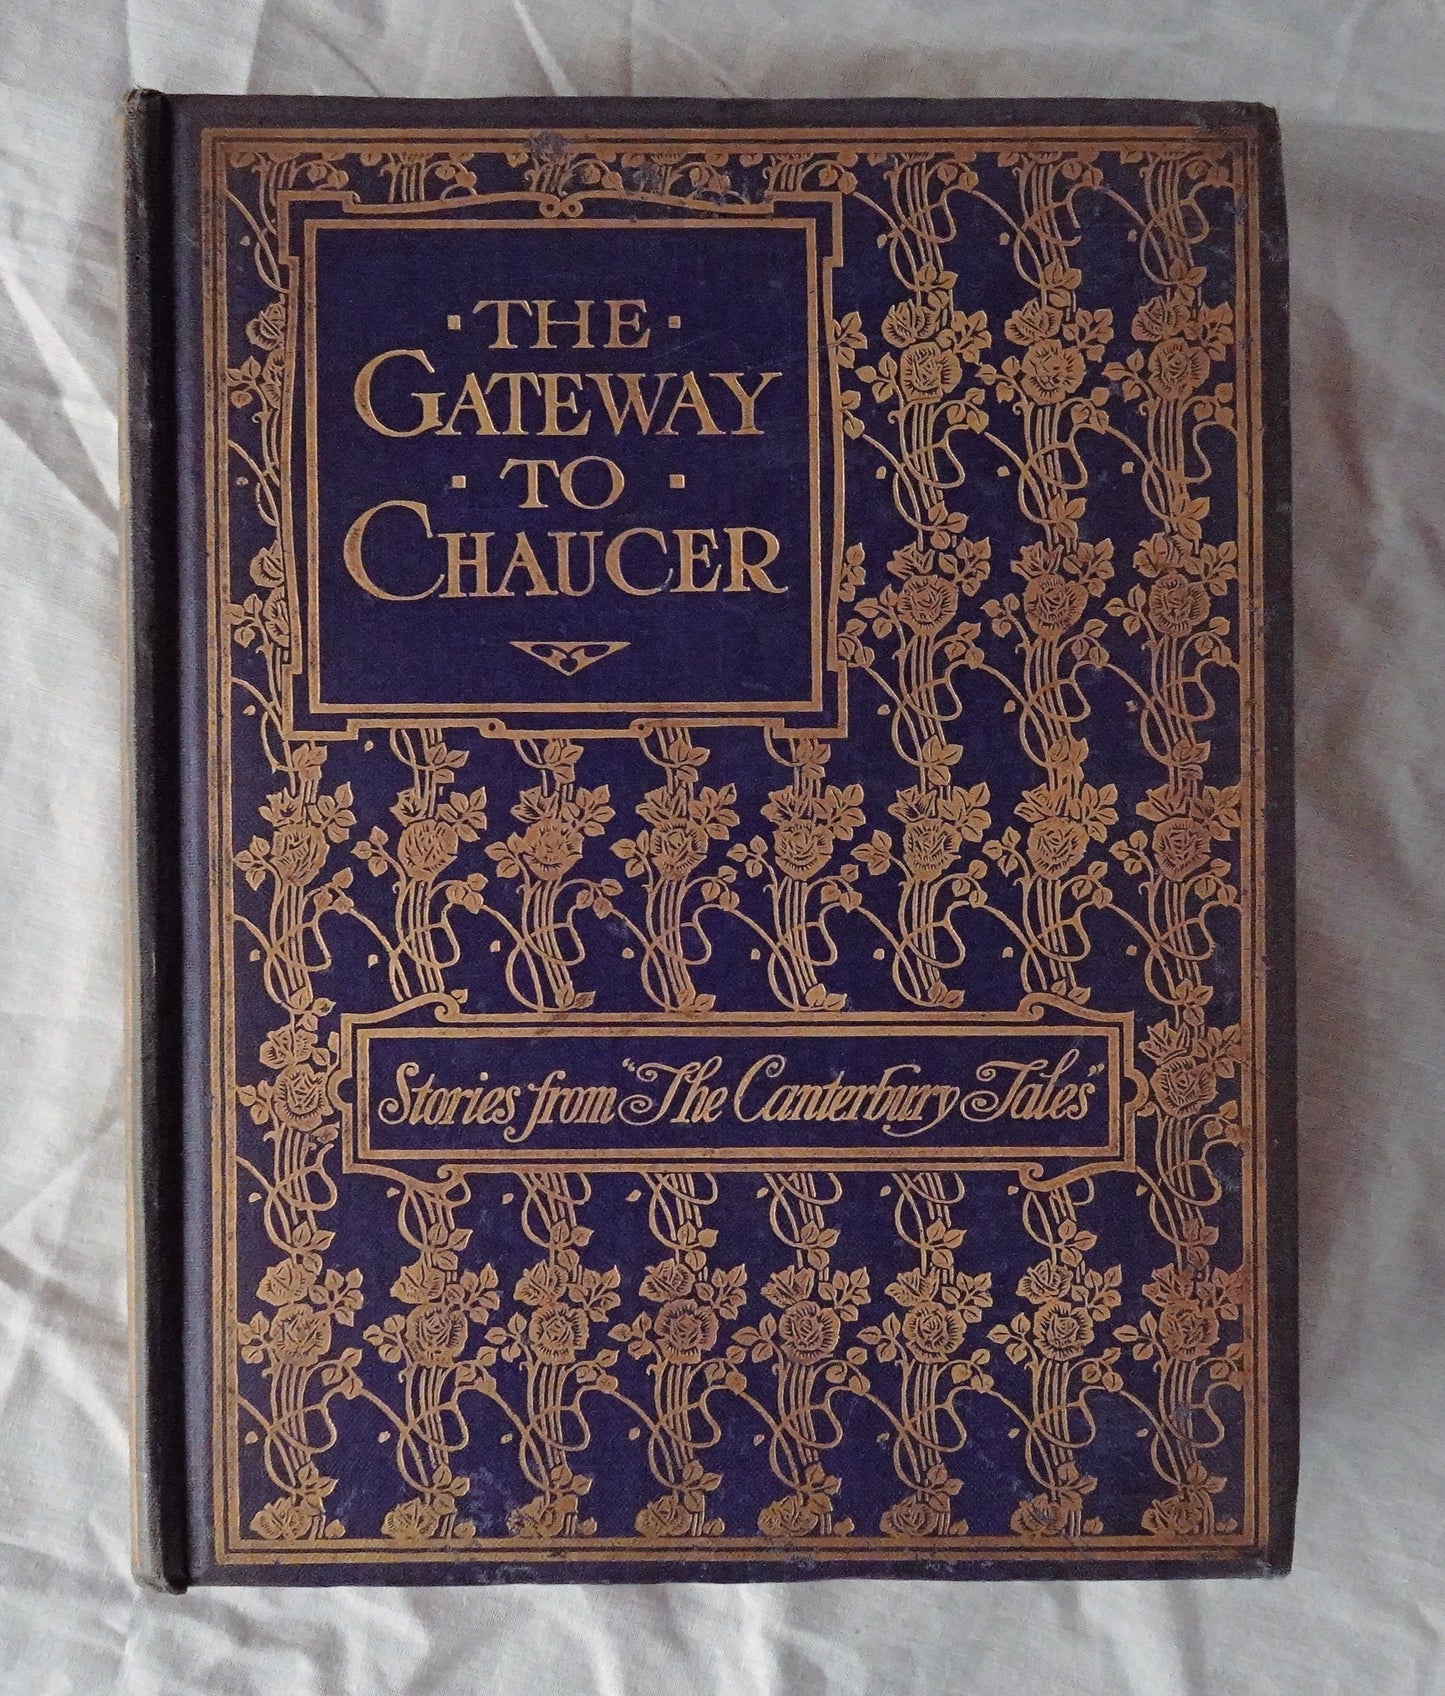 ·THE·
GATEWAY
·TO·
CHAUCER
Stories from "The Canterbury Tales"